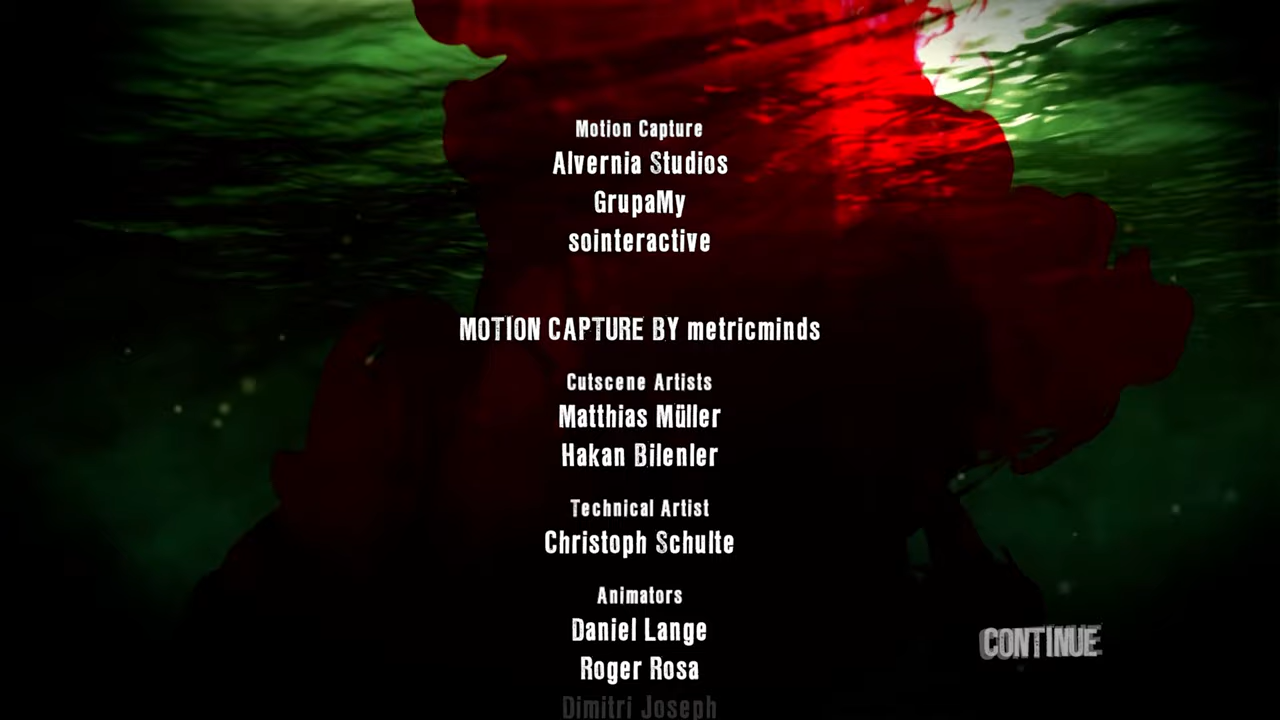 Motion Capture
Alvernia Studios
GrupaMy
sointeractive
MOTION CAPTURE BY metricminds
Cutscene Artists
Matthias Müller
Hakan Bilenler
Technical Artist
Christoph Schulte
Animators
Daniel Lange
Roger Rosa
Dimitri Joseph
CONTINUE